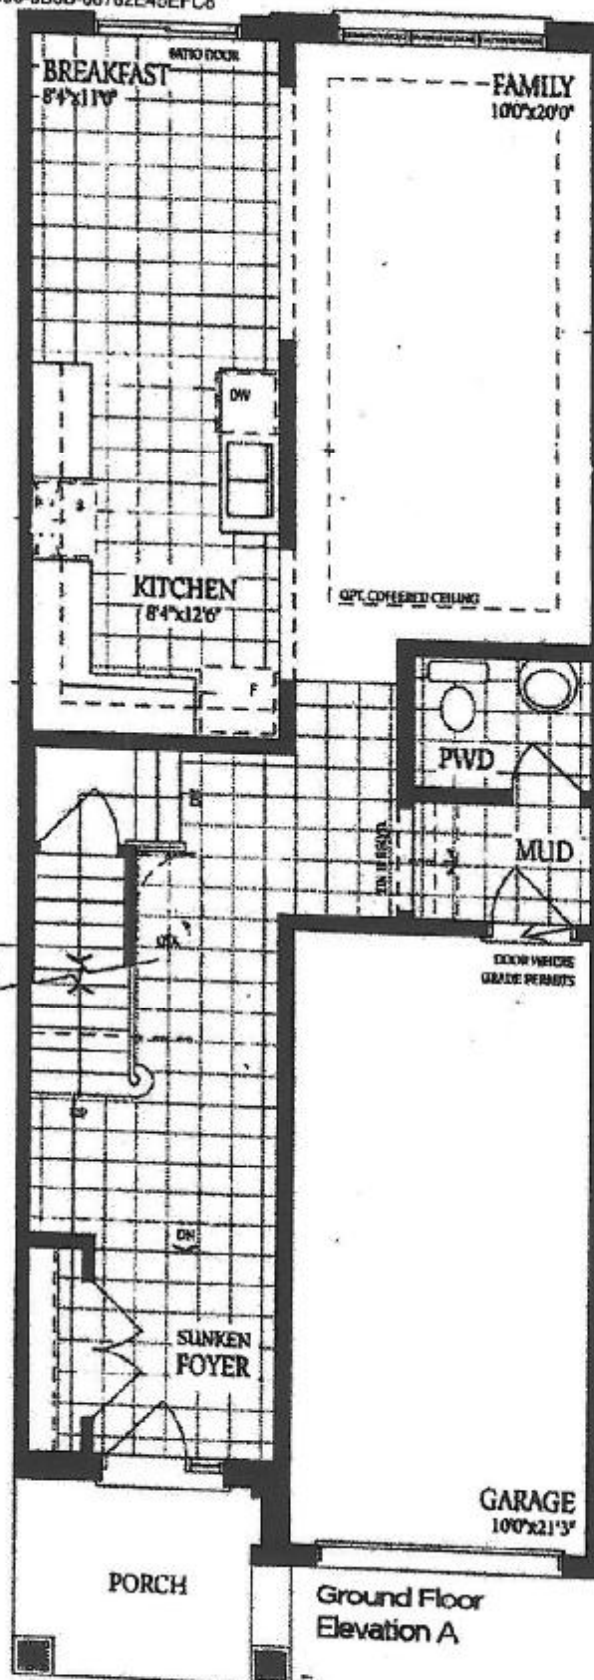 PATIO DOOR
BREAKFAST
8'4"x11'0"
FAMILY
10'0"x20'0"
DW
KITCHEN
8'4"x12'6"
OPT. COFFERED CEILING
F
PWD
MUD
DOOR WHERE
GRADE PERMITS
UP
DN
SUNKEN
FOYER
GARAGE
10'0"x21'3"
PORCH
Ground Floor
Elevation A